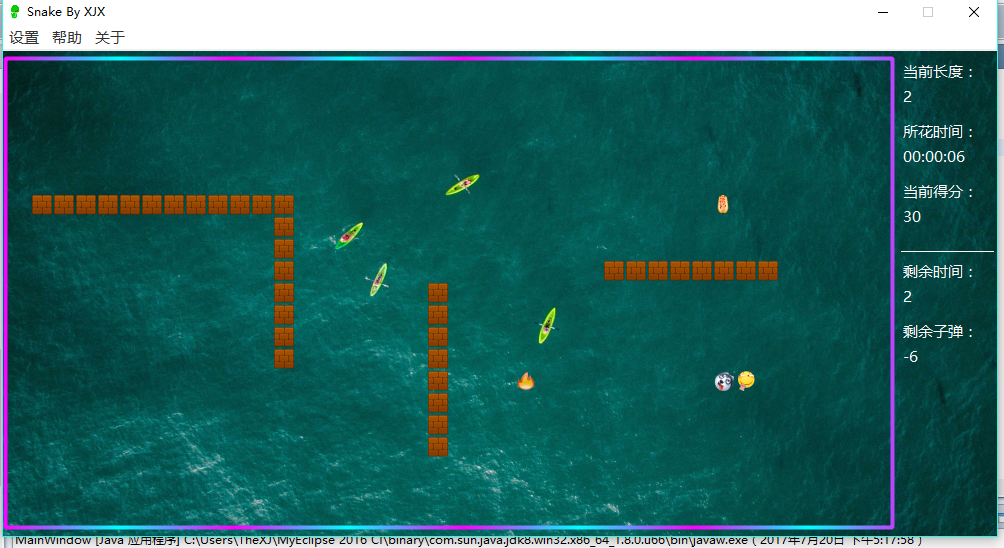 Snake By XJX
设置 帮助 关于
当前长度：
2
所花时间：
00:00:06
当前得分：
30
剩余时间：
2
剩余子弹：
-6
MainWindow [Java 应用程序] C:\Users\TheXJ\MyEclipse 2016 CI\binary\com.sun.java.jdk8.win32.x86_64_1.8.0.u66\bin\javaw.exe ( 2017年7月20日 下午5:17:58 )